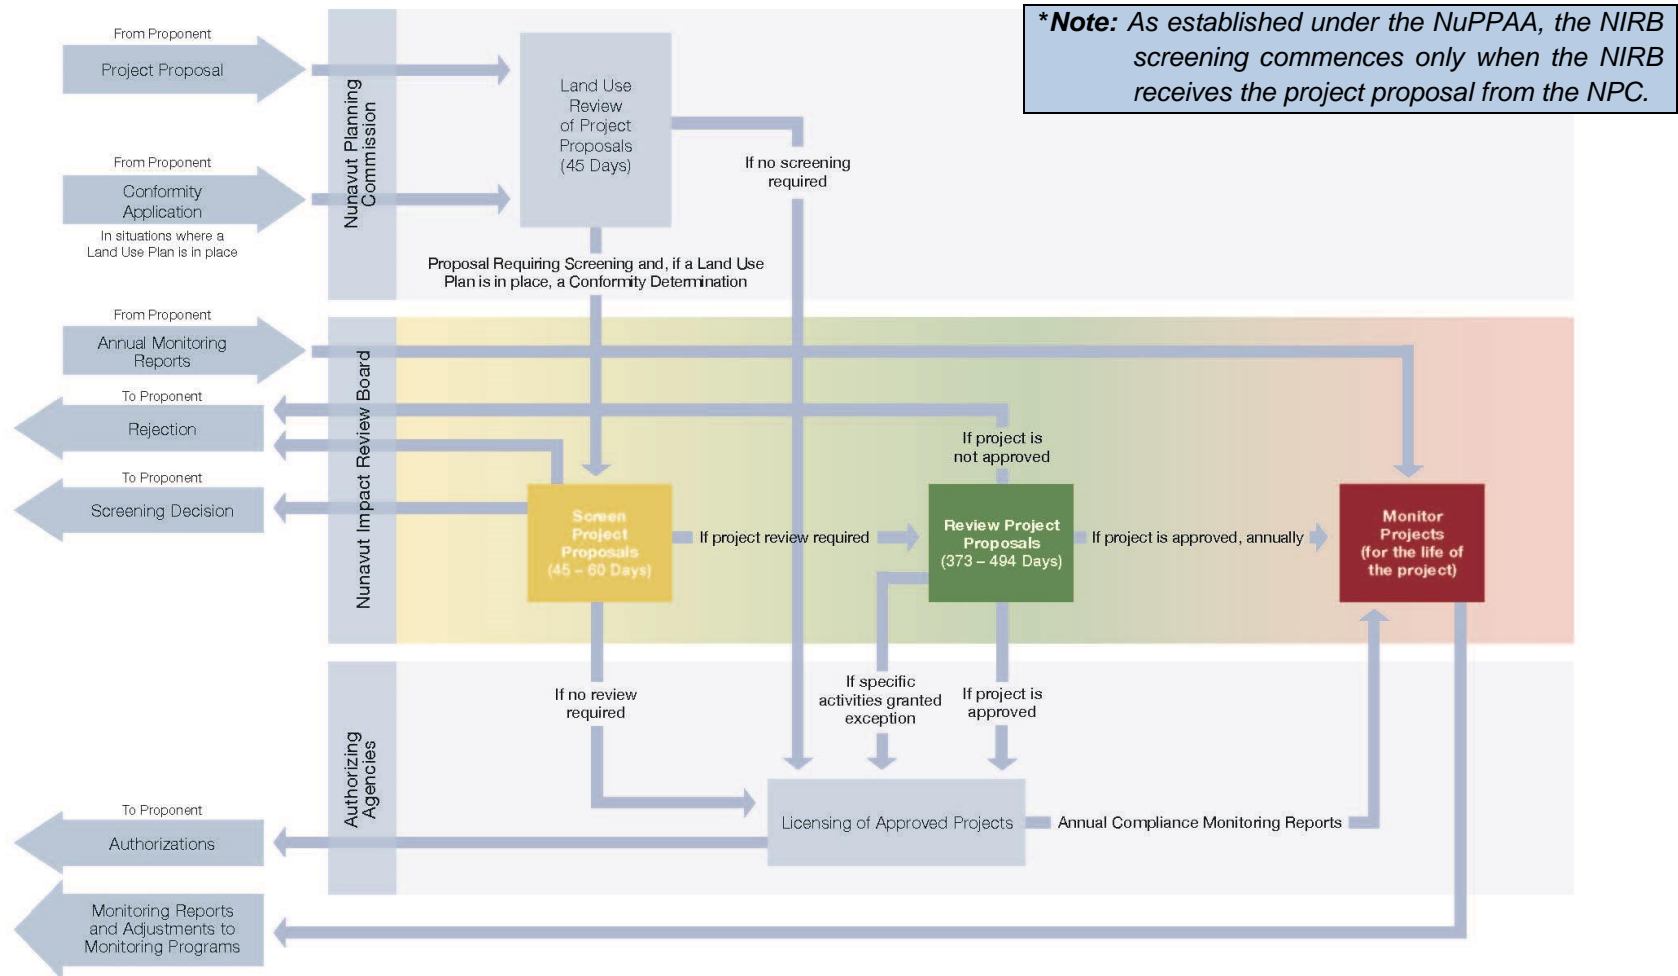 *Note: As established under the NuPPAA, the NIRB
screening commences only when the NIRB
receives the project proposal from the NPC.
From Proponent
Project Proposal
From Proponent
Conformity
Application
In situations where a
Land Use Plan is in place
Nunavut Planning
Commission
Land Use
Review
of Project
Proposals
(45 Days)
If no screening
required
Proposal Requiring Screening and, if a Land Use
Plan is in place, a Conformity Determination
From Proponent
Annual Monitoring
Reports
To Proponent
Rejection
To Proponent
Screening Decision
Nunavut Impact Review Board
If project is
not approved
Screen
Project
Proposals
(45 – 60 Days)
If project review required
Review Project
Proposals
(373 – 494 Days)
If project is approved, annually
Monitor
Projects
(for the life of
the project)
If no review
required
If specific
activities granted
exception
If project is
approved
Authorizing
Agencies
To Proponent
Authorizations
Licensing of Approved Projects
Annual Compliance Monitoring Reports
Monitoring Reports
and Adjustments to
Monitoring Programs